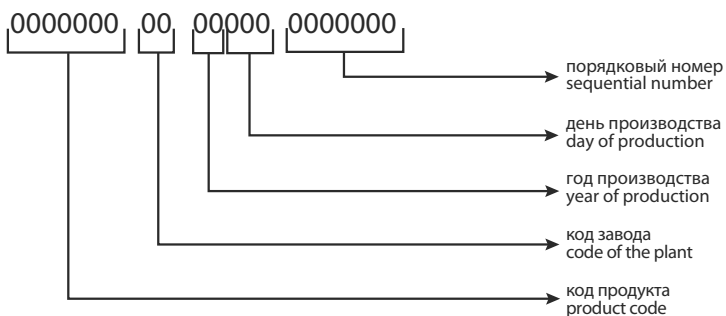 0000000 00 00000 0000000
порядковый номер
sequential number
день производства
day of production
год производства
year of production
код завода
code of the plant
код продукта
product code